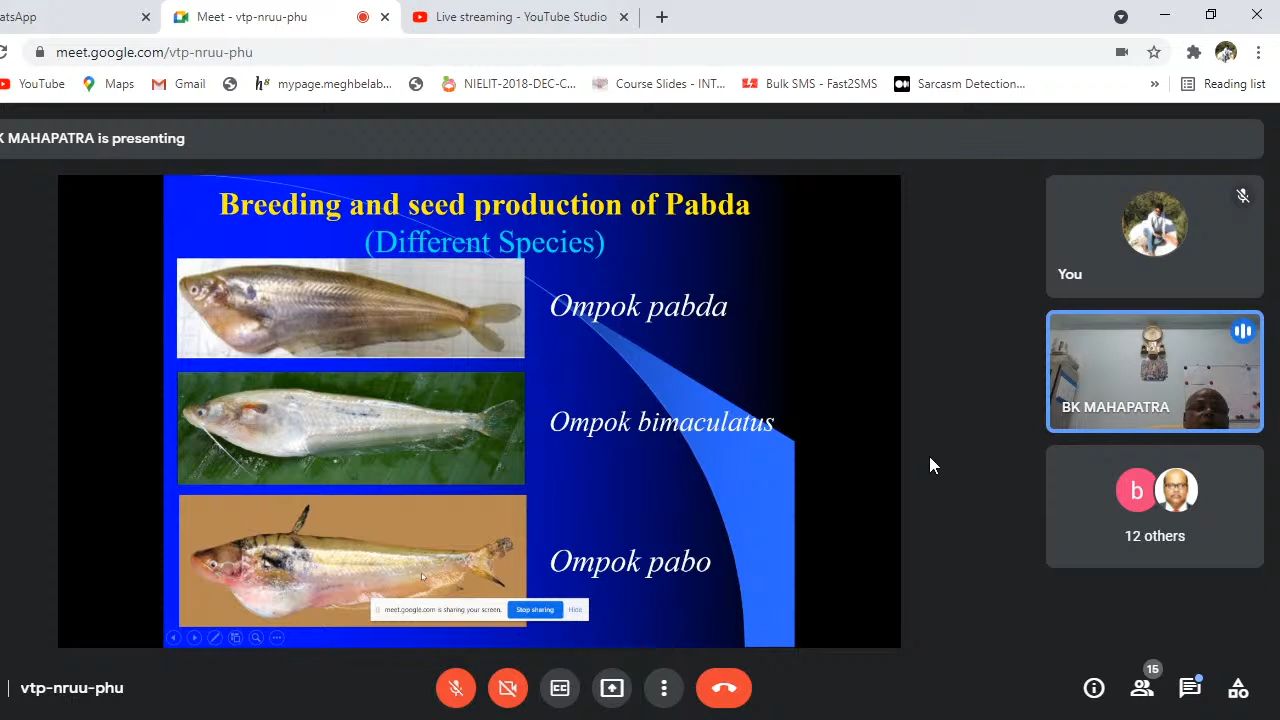 atsApp
Meet - vtp-nruu-phu
Live streaming - YouTube Studio
meet.google.com/vtp-nruu-phu
YouTube
Maps
Gmail
mypage.meghbelab...
NIELIT-2018-DEC-C...
Course Slides - INT...
Bulk SMS - Fast2SMS
Sarcasm Detection...
»
Reading list
K MAHAPATRA is presenting
Breeding and seed production of Pabda
(Different Species)
Ompok pabda
Ompok bimaculatus
Ompok pabo
meet.google.com is sharing your screen.
Stop sharing
Hide
You
BK MAHAPATRA
b
12 others
vtp-nruu-phu
CC
15